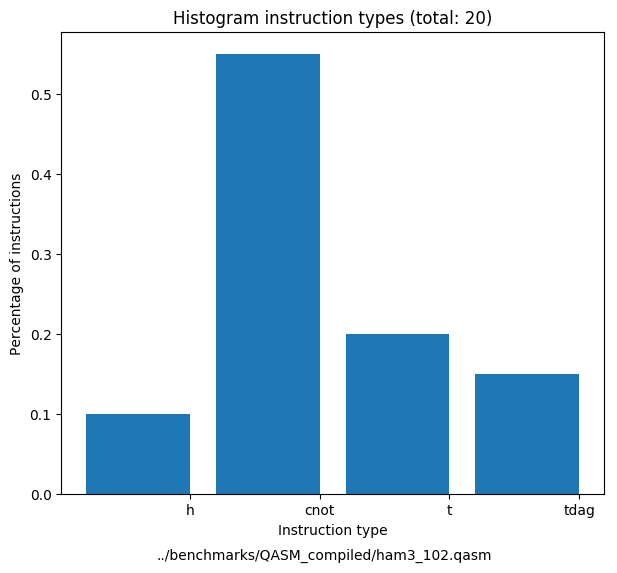 Histogram instruction types (total: 20)
Percentage of instructions
0.5
0.4
0.3
0.2
0.1
0.0
h cnot t tdag
Instruction type
../benchmarks/QASM_compiled/ham3_102.qasm